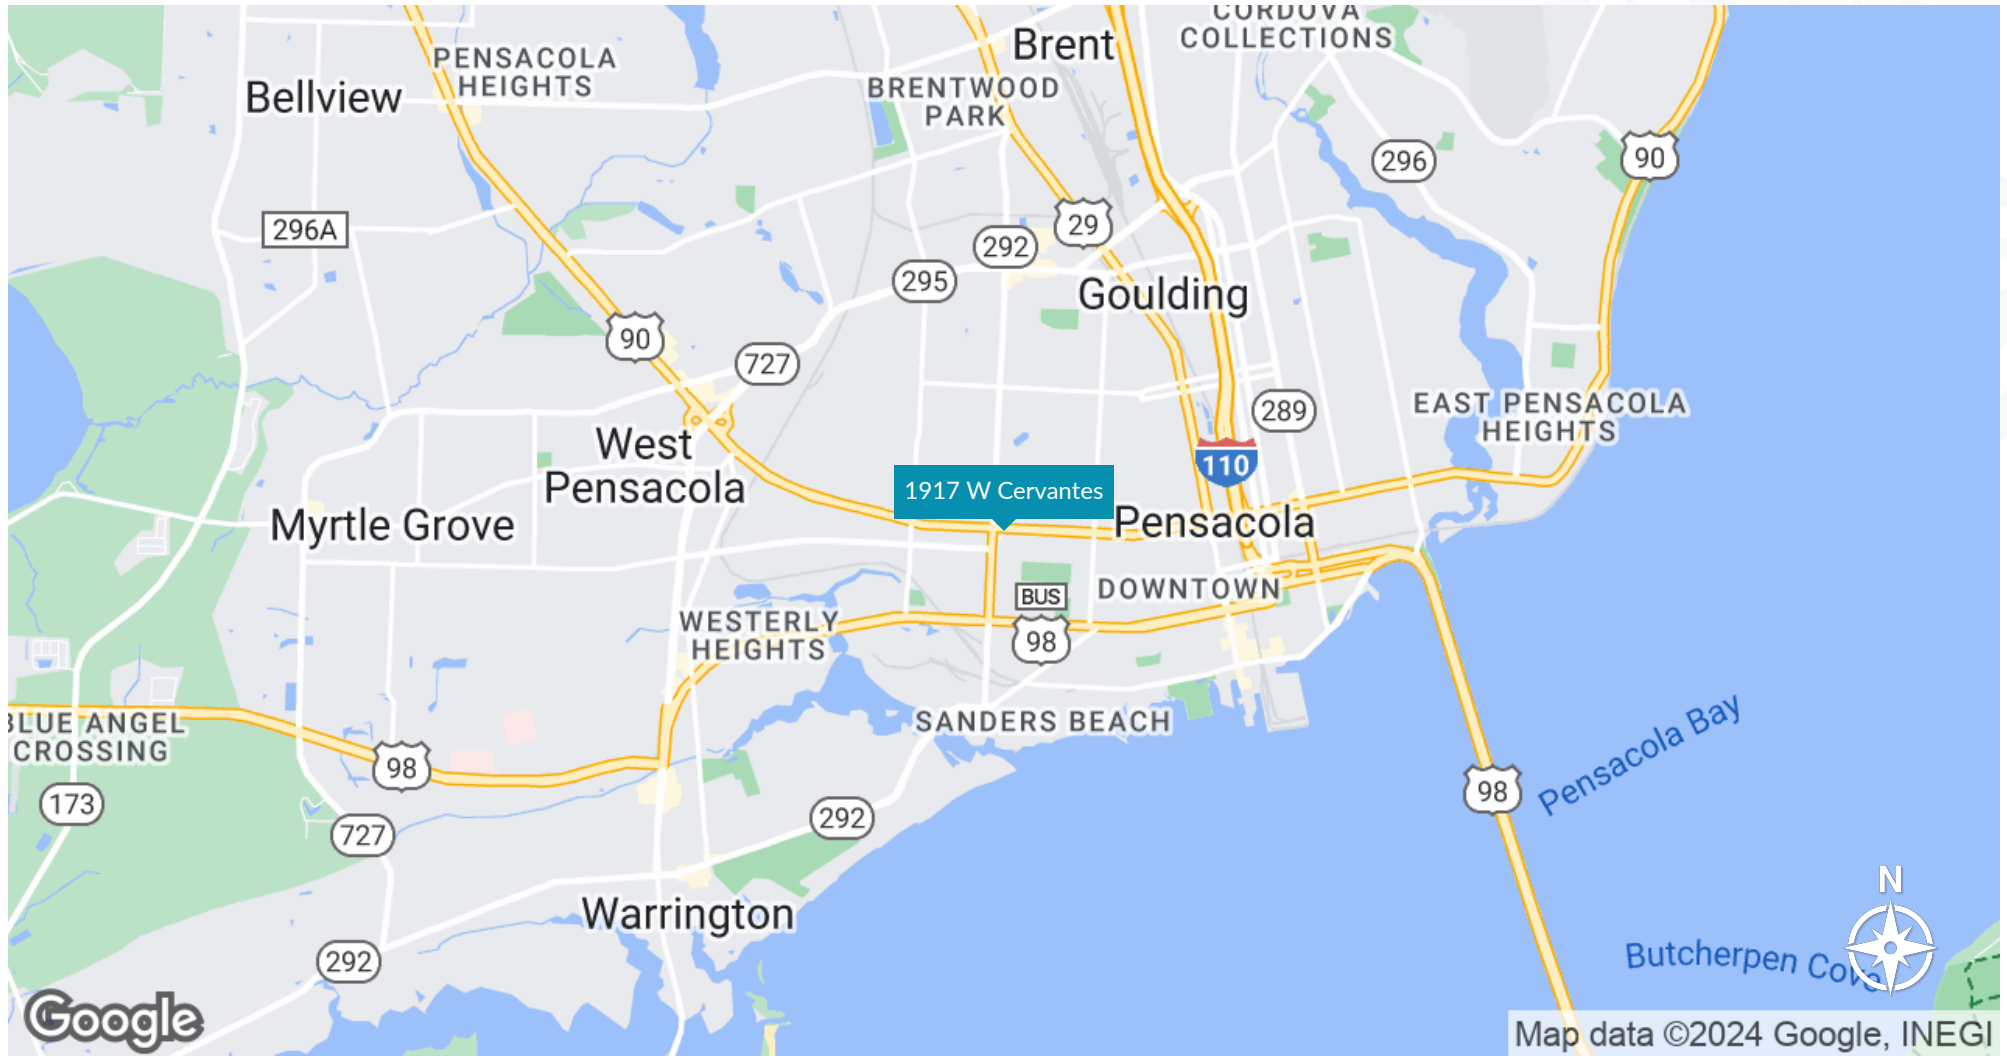 CORDOVA
COLLECTIONS
Brent
PENSACOLA
HEIGHTS
Bellview
BRENTWOOD
PARK
90
296
296A
29
292
295
Goulding
90
727
289
EAST PENSACOLA
HEIGHTS
West
Pensacola
110
1917 W Cervantes
Myrtle Grove
Pensacola
BUS
98
DOWNTOWN
WESTERLY
HEIGHTS
BLUE ANGEL
CROSSING
SANDERS BEACH
98
Pensacola Bay
98
173
727
292
Warrington
292
N
Butcherpen Cove
Google
Map data ©2024 Google, INEGI